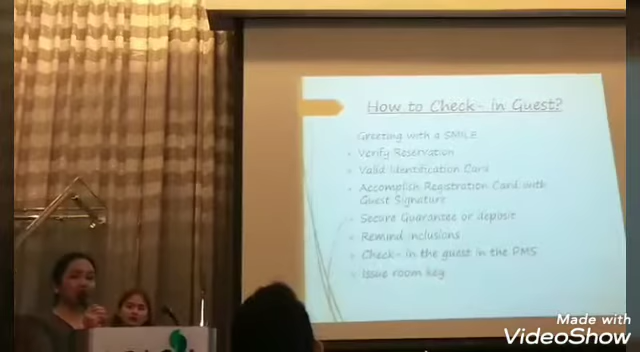 How to Check- in Guest?
Greeting with a SMILE
Verify Reservation
Valid Identification Card
Accomplish Registration Card with
Guest Signature
Secure Guarantee or deposit
Remind inclusions
Check- in the guest in the PMS
Issue room key
Made with
VideoShow